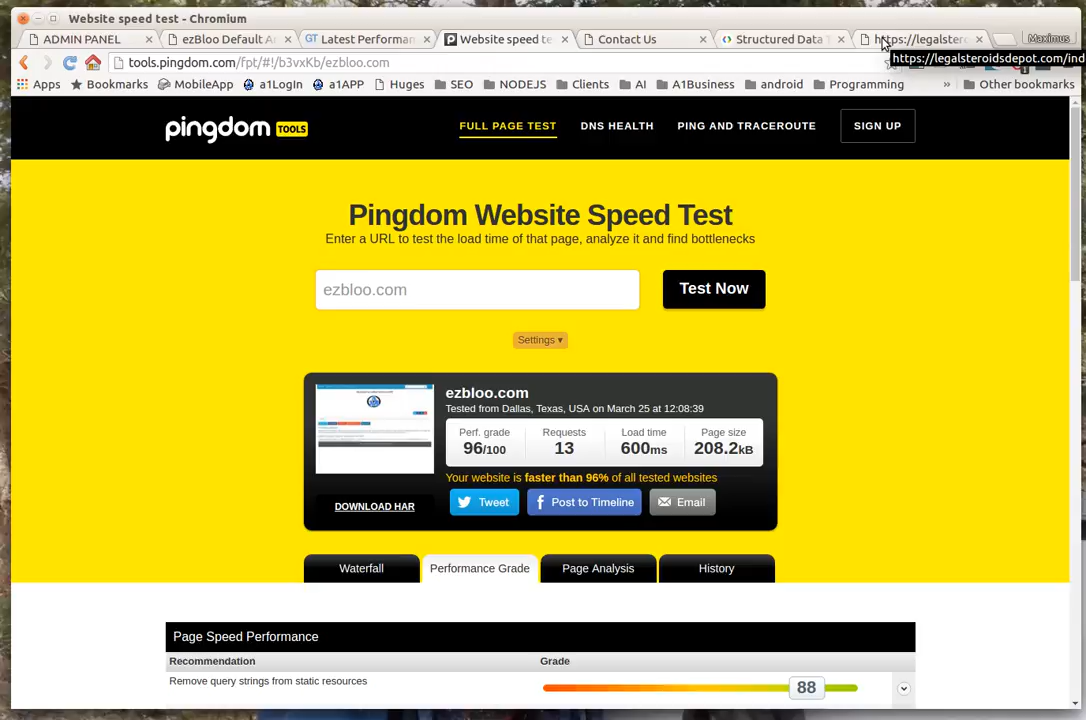 Website speed test - Chromium
Maximus
ADMIN PANEL
ezBloo Default A
GT Latest Performan
Website speed te
Contact Us
Structured Data T
https://legalstero
tools.pingdom.com/fpt/#!/b3vxKb/ezbloo.com
https://legalsteroidsdepot.com/ind
Apps
Bookmarks
MobileApp
a1LogIn
a1APP
Huges
SEO
NODEJS
Clients
AI
A1Business
android
Programming
»
Other bookmarks
pingdom TOOLS
FULL PAGE TEST
DNS HEALTH
PING AND TRACEROUTE
SIGN UP
Pingdom Website Speed Test
Enter a URL to test the load time of that page, analyze it and find bottlenecks
ezbloo.com
Test Now
Settings ▾
ezbloo.com
Tested from Dallas, Texas, USA on March 25 at 12:08:39
Perf. grade
Requests
Load time
Page size
96/100
13
600ms
208.2kB
Your website is faster than 96% of all tested websites
DOWNLOAD HAR
Tweet
Post to Timeline
Email
Waterfall
Performance Grade
Page Analysis
History
Page Speed Performance
Recommendation
Grade
Remove query strings from static resources
88